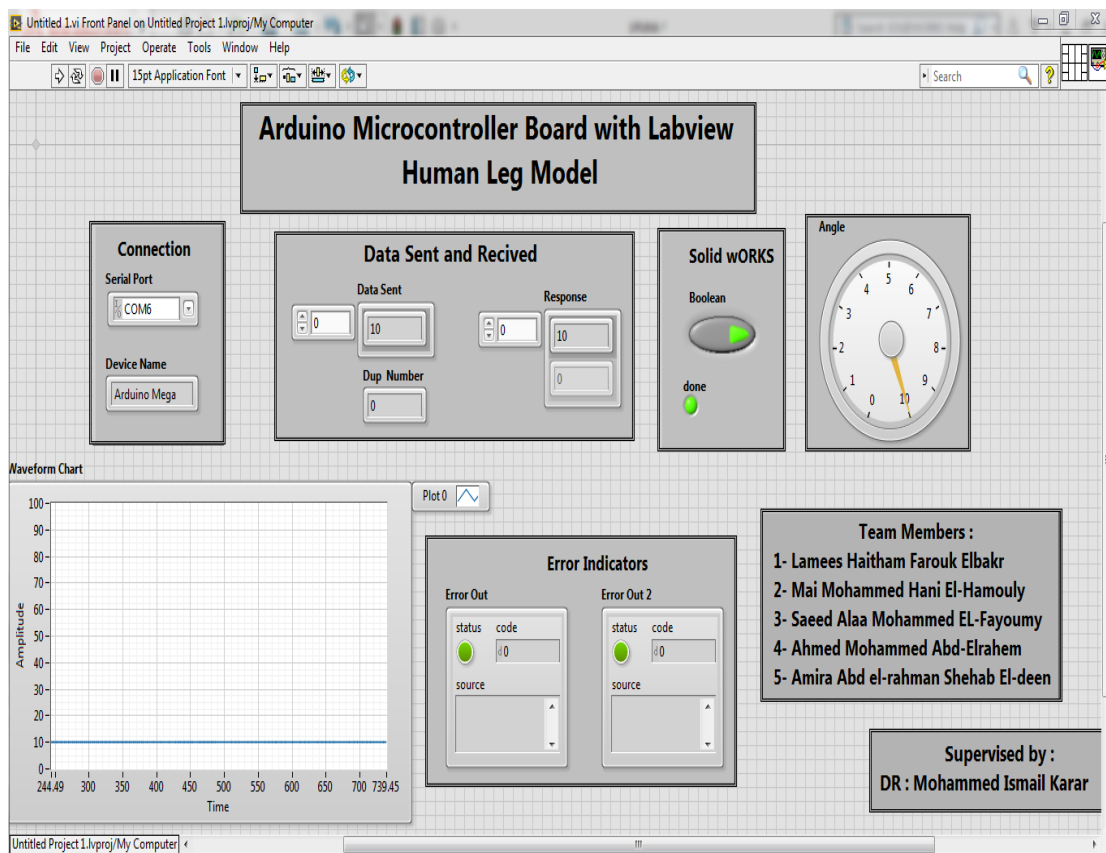 Untitled 1.vi Front Panel on Untitled Project 1.lvproj/My Computer
File Edit View Project Operate Tools Window Help
15pt Application Font
Search
Arduino Microcontroller Board with Labview
Human Leg Model
Connection
Serial Port
COM6
Device Name
Arduino Mega
Data Sent and Recived
Data Sent
0
10
Dup Number
0
Response
0
10
0
Solid wORKS
Boolean
done
Angle
0 1 2 3 4 5 6 7 8 9 10
Waveform Chart
Plot 0
100
90
80
70
60
50
40
30
20
10
0
Amplitude
244.49 300 350 400 450 500 550 600 650 700 739.45
Time
Error Indicators
Error Out
status code
d 0
source
Error Out 2
status code
d 0
source
Team Members :
1- Lamees Haitham Farouk Elbakr
2- Mai Mohammed Hani El-Hamouly
3- Saeed Alaa Mohammed EL-Fayoumy
4- Ahmed Mohammed Abd-Elrahem
5- Amira Abd el-rahman Shehab El-deen
Supervised by :
DR : Mohammed Ismail Karar
Untitled Project 1.lvproj/My Computer